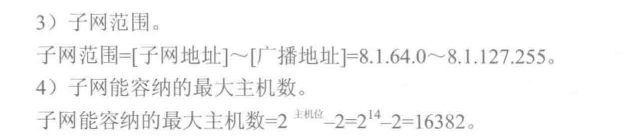 3）子网范围。
子网范围=[子网地址]～[广播地址]=8.1.64.0～8.1.127.255。
4）子网能容纳的最大主机数。
子网能容纳的最大主机数=2^主机位–2=2^14–2=16382。